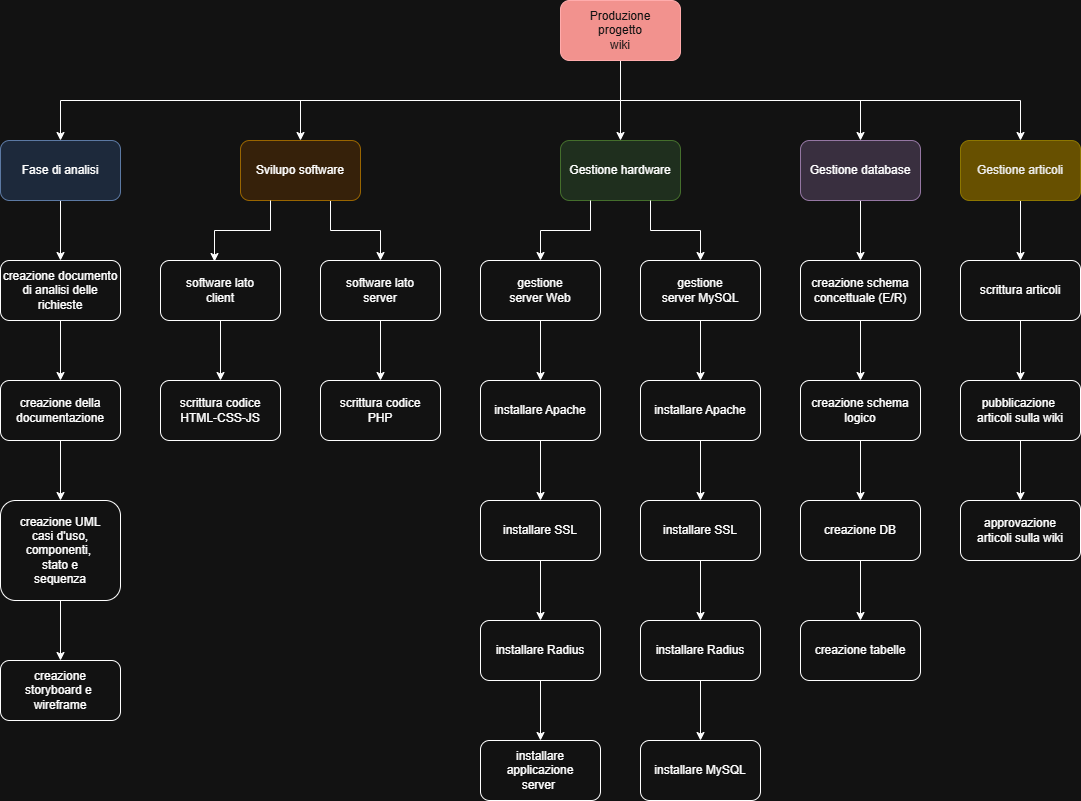 Produzione
progetto
wiki
Fase di analisi
Svilupo software
Gestione hardware
Gestione database
Gestione articoli
creazione documento
di analisi delle
richieste
software lato
client
software lato
server
gestione
server Web
gestione
server MySQL
creazione schema
concettuale (E/R)
scrittura articoli
creazione della
documentazione
scrittura codice
HTML-CSS-JS
scrittura codice
PHP
installare Apache
installare Apache
creazione schema
logico
pubblicazione
articoli sulla wiki
creazione UML
casi d'uso,
componenti,
stato e
sequenza
installare SSL
installare SSL
creazione DB
approvazione
articoli sulla wiki
creazione
storyboard e
wireframe
installare Radius
installare Radius
creazione tabelle
installare
applicazione
server
installare MySQL